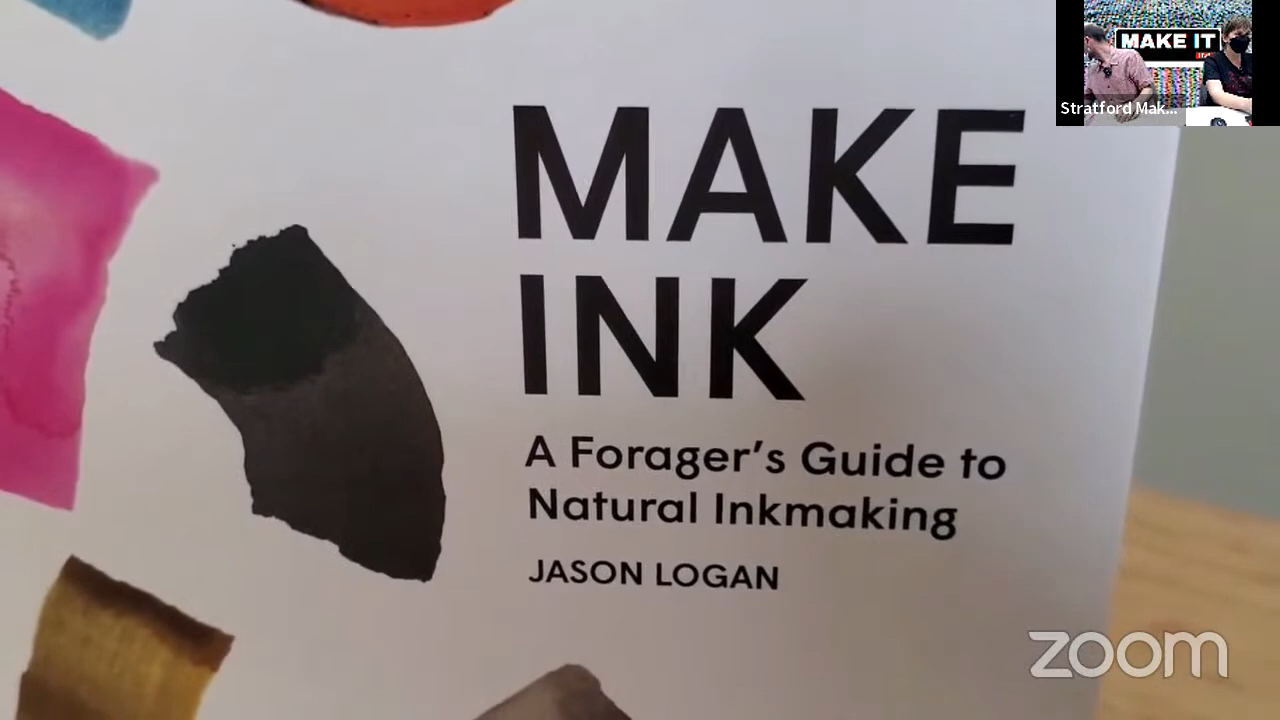 MAKE IT
Stratford Mak...
MAKE
INK
A Forager's Guide to
Natural Inkmaking
JASON LOGAN
zoom